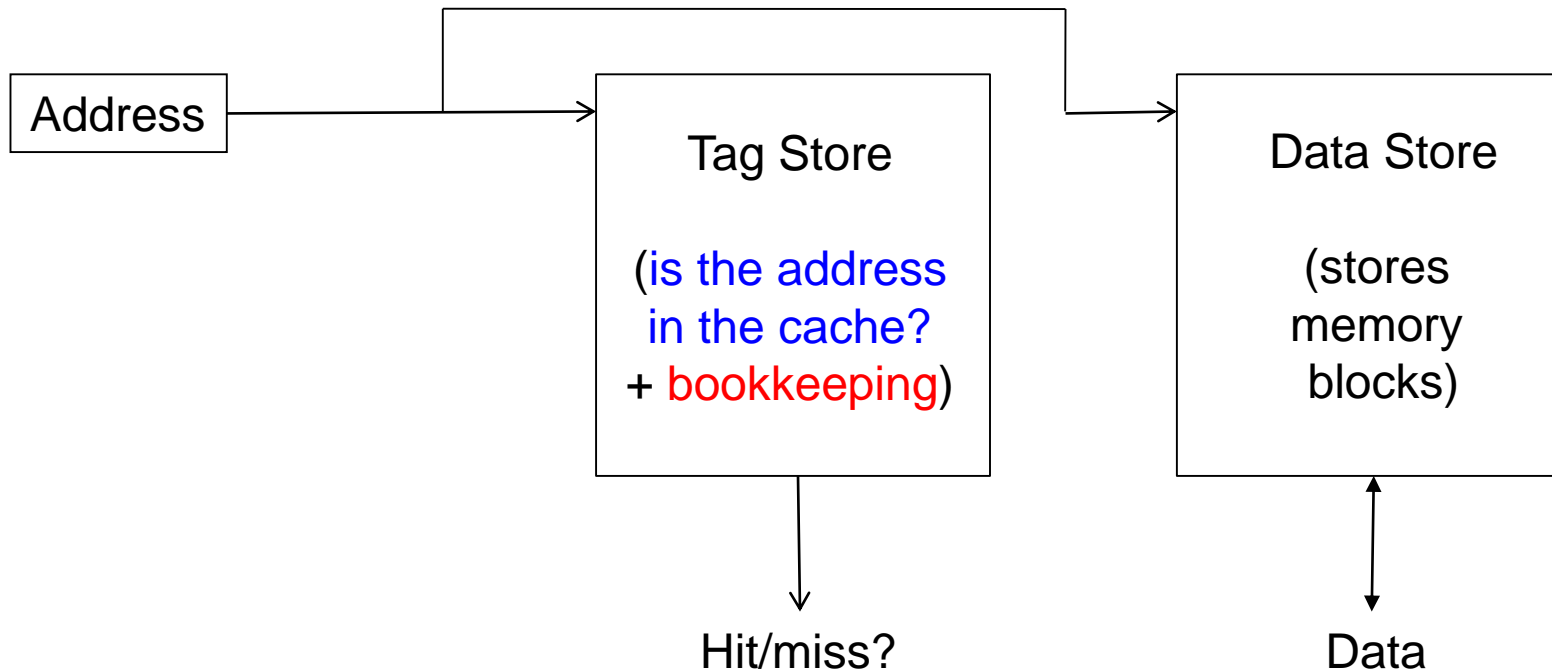 Address
Tag Store
(is the address
in the cache?
+ bookkeeping)
Hit/miss?
Data Store
(stores
memory
blocks)
Data